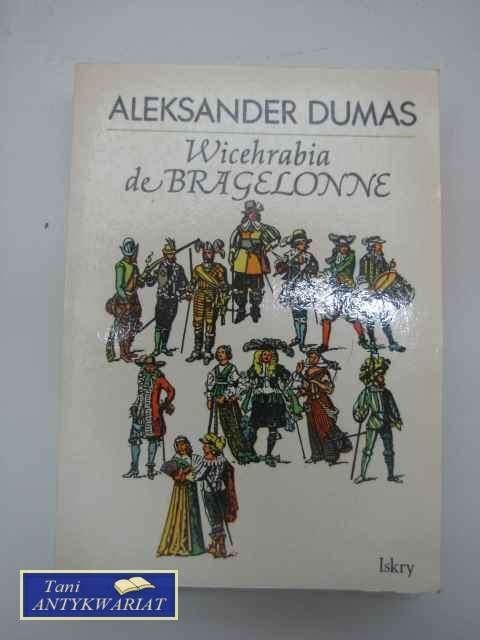 ALEKSANDER DUMAS
Wicehrabia
de BRAGELONNE
Iskry
Tani
ANTYKWARIAT